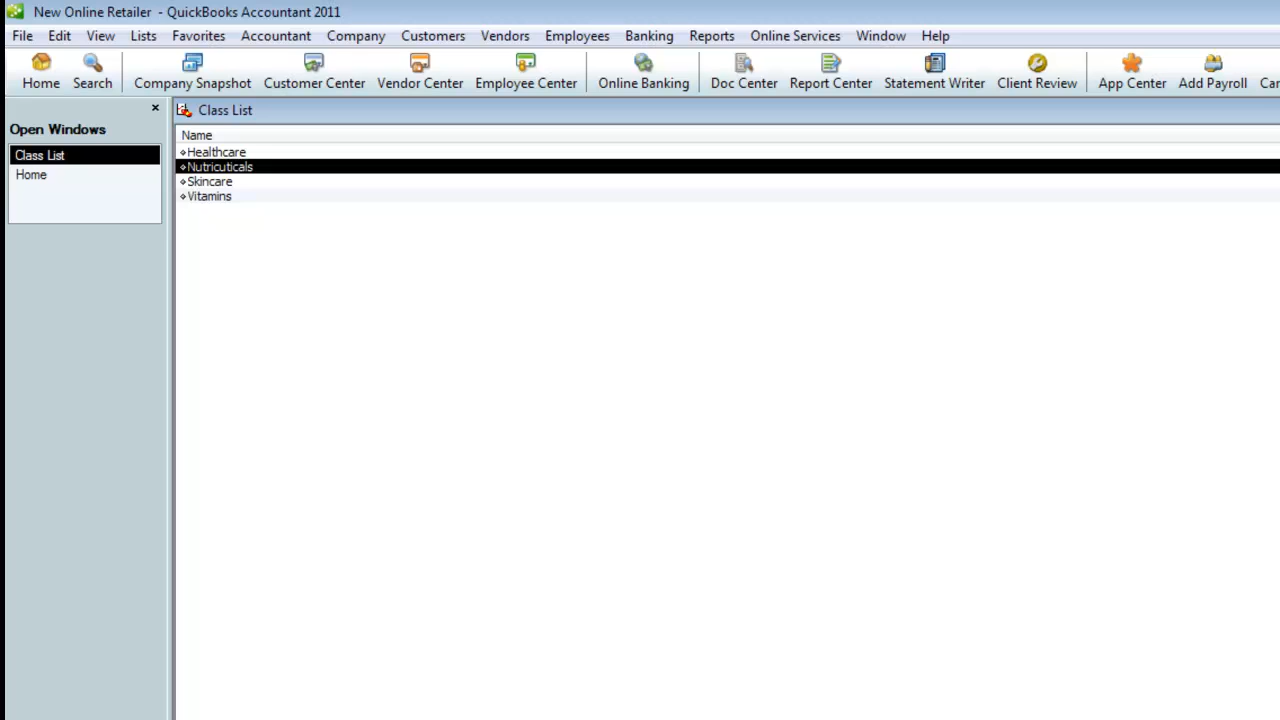 New Online Retailer - QuickBooks Accountant 2011
File Edit View Lists Favorites Accountant Company Customers Vendors Employees Banking Reports Online Services Window Help
Home Search Company Snapshot Customer Center Vendor Center Employee Center Online Banking Doc Center Report Center Statement Writer Client Review App Center Add Payroll
Open Windows
Class List
Home
Class List
Name
Healthcare
Nutricuticals
Skincare
Vitamins